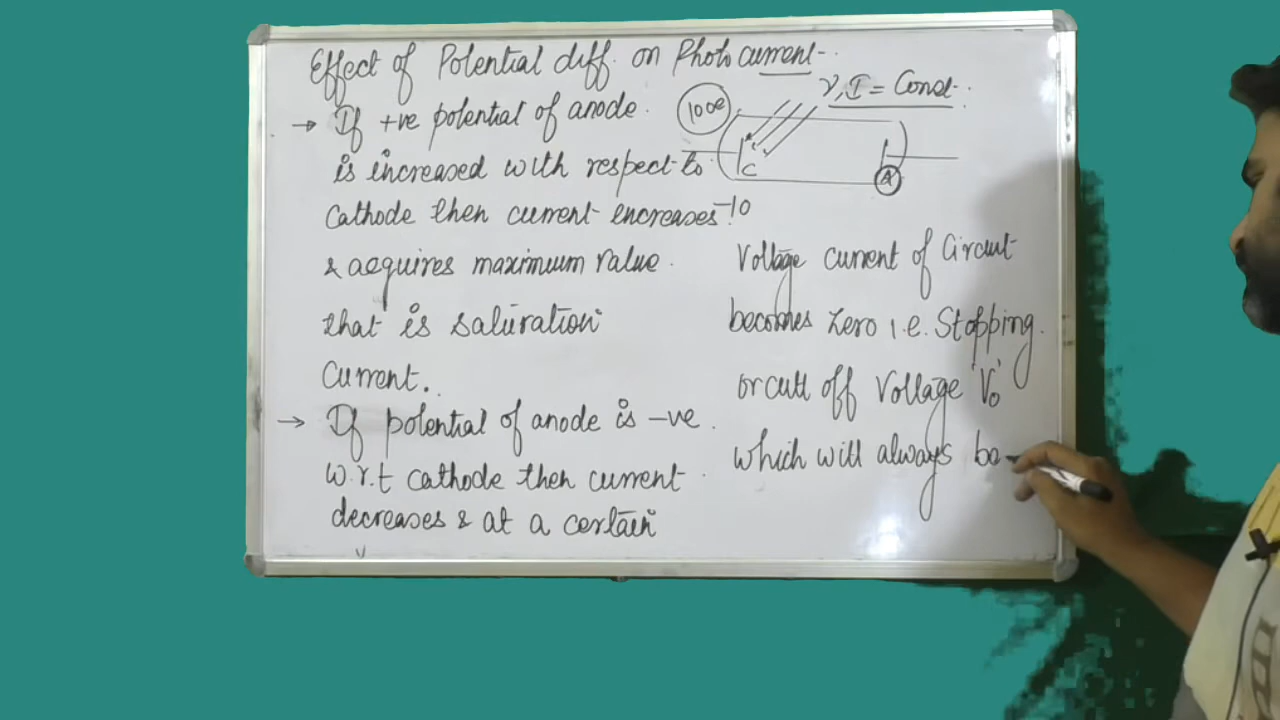 Effect of Potential diff. on Photo current-.
→ If +ve potential of anode.
is increased with respect to
cathode then current increases
& acquires maximum value.
that is saturation
current.
→ If potential of anode is -ve.
w.r.t cathode then current
decreases & at a certain
100e
ν, I = Const.
C
A
-10
Voltage current of Circuit
becomes zero i.e. Stopping.
or cutt off Voltage 'V₀'
which will always be